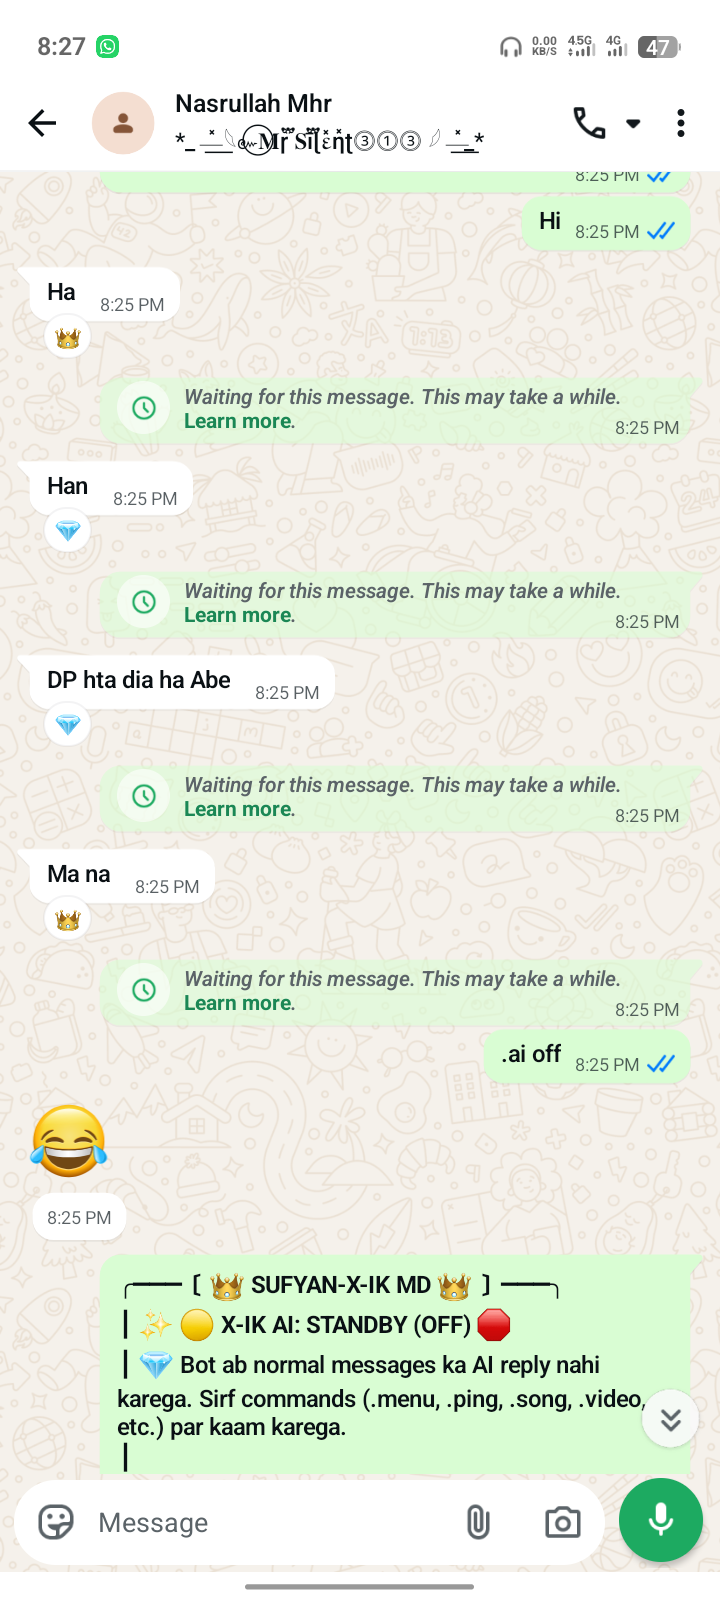 8:27
0.00 KB/S 4.5G 4G 47
Nasrullah Mhr
8:25 PM
Hi 8:25 PM
Ha 8:25 PM
👑
Waiting for this message. This may take a while.
Learn more. 8:25 PM
Han 8:25 PM
💎
Waiting for this message. This may take a while.
Learn more. 8:25 PM
DP hta dia ha Abe 8:25 PM
💎
Waiting for this message. This may take a while.
Learn more. 8:25 PM
Ma na 8:25 PM
👑
Waiting for this message. This may take a while.
Learn more. 8:25 PM
.ai off 8:25 PM
😂
8:25 PM
╭─── 〔 👑 SUFYAN-X-IK MD 👑 〕 ───╮
┃ ✨ 🟡 X-IK AI: STANDBY (OFF) 🛑
┃ 💎 Bot ab normal messages ka AI reply nahi
karega. Sirf commands (.menu, .ping, .song, .video,
etc.) par kaam karega.
┃
Message